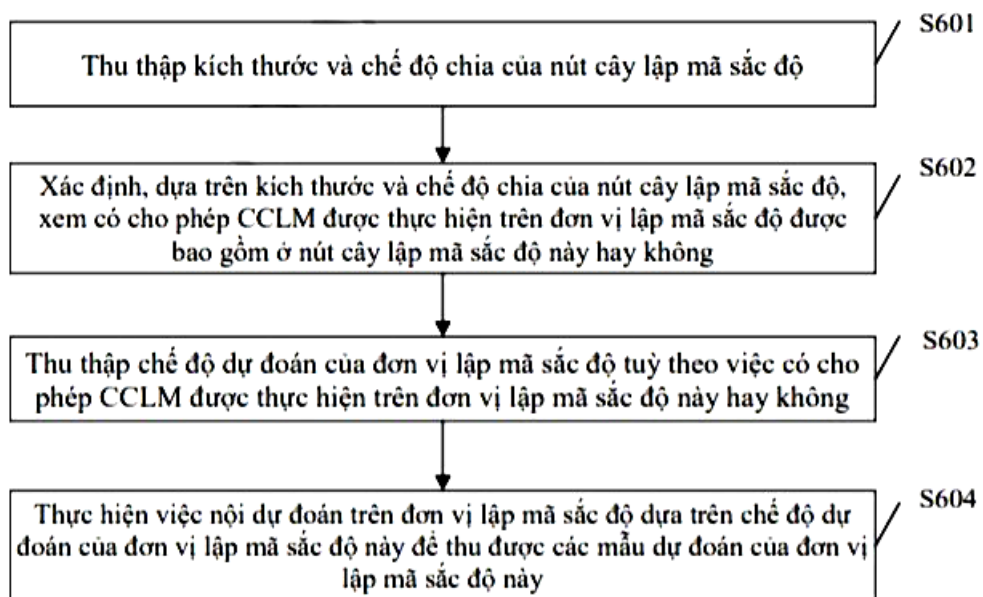 S601
Thu thập kích thước và chế độ chia của nút cây lập mã sắc độ
S602
Xác định, dựa trên kích thước và chế độ chia của nút cây lập mã sắc độ,
xem có cho phép CCLM được thực hiện trên đơn vị lập mã sắc độ được
bao gồm ở nút cây lập mã sắc độ này hay không
S603
Thu thập chế độ dự đoán của đơn vị lập mã sắc độ tuỳ theo việc có cho
phép CCLM được thực hiện trên đơn vị lập mã sắc độ này hay không
S604
Thực hiện việc nội dự đoán trên đơn vị lập mã sắc độ dựa trên chế độ dự
đoán của đơn vị lập mã sắc độ này để thu được các mẫu dự đoán của đơn vị
lập mã sắc độ này